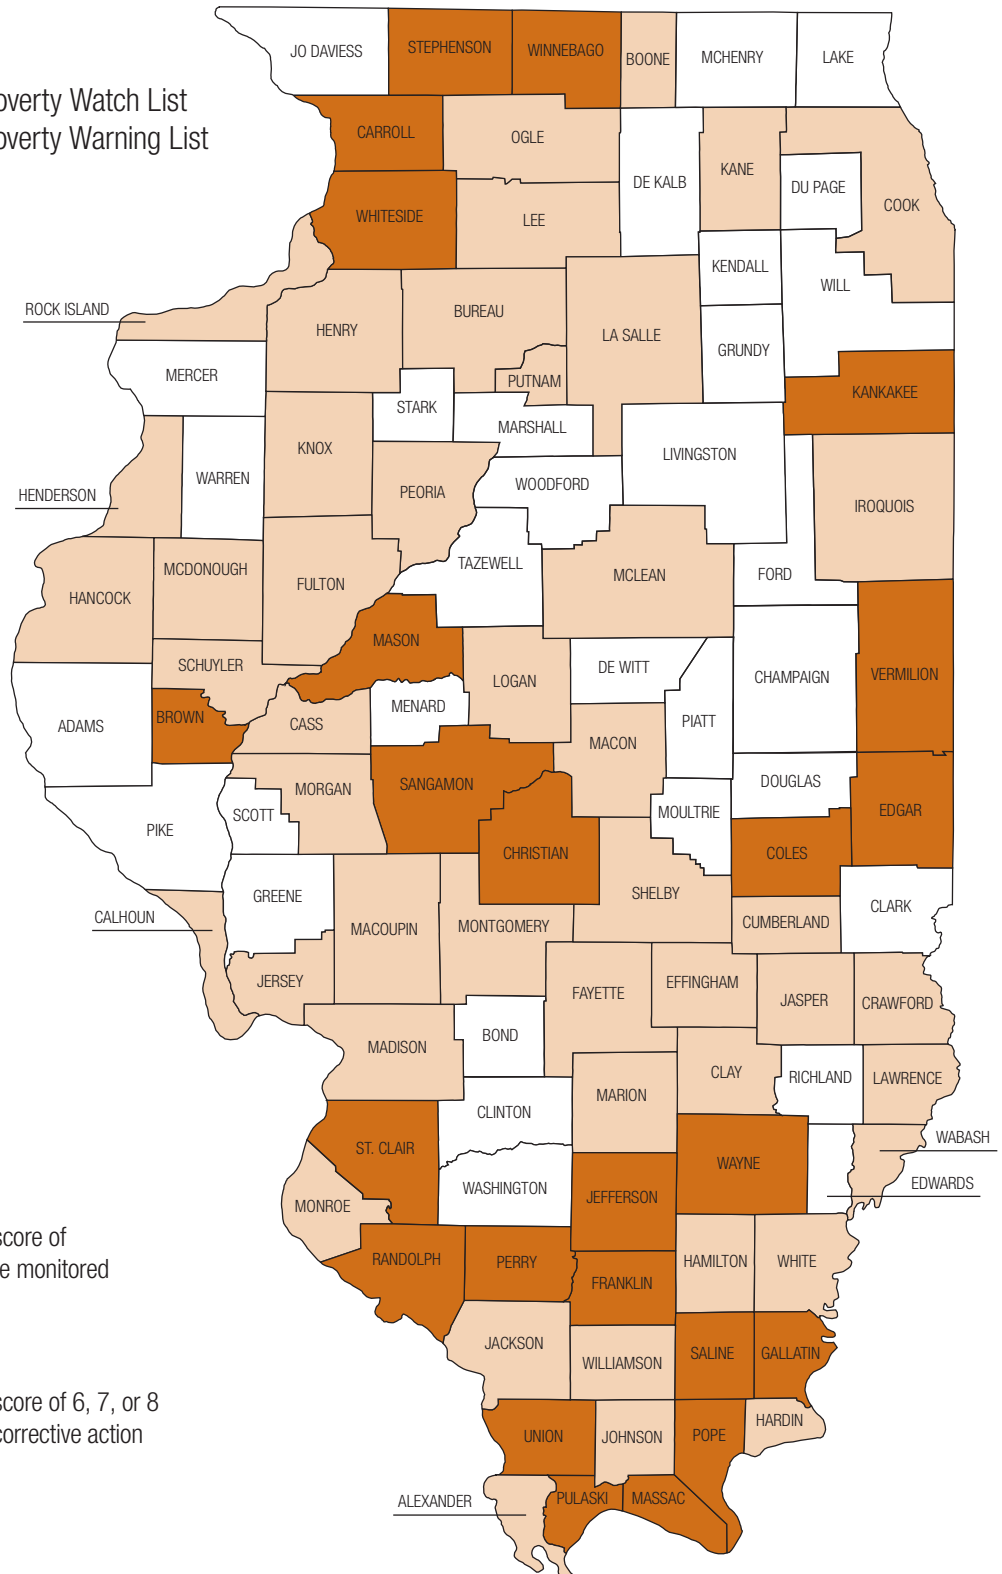 JO DAVIESS
STEPHENSON
WINNEBAGO
BOONE
MCHENRY
LAKE
overty Watch List
overty Warning List
CARROLL
OGLE
DE KALB
KANE
DU PAGE
COOK
WHITESIDE
LEE
KENDALL
WILL
ROCK ISLAND
HENRY
BUREAU
LA SALLE
GRUNDY
MERCER
PUTNAM
KANKAKEE
STARK
MARSHALL
KNOX
LIVINGSTON
WARREN
PEORIA
WOODFORD
HENDERSON
IROQUOIS
TAZEWELL
MCDONOUGH
FULTON
MCLEAN
FORD
HANCOCK
MASON
SCHUYLER
DE WITT
LOGAN
CHAMPAIGN
VERMILION
MENARD
BROWN
CASS
ADAMS
PIATT
MACON
SANGAMON
MORGAN
DOUGLAS
SCOTT
MOULTRIE
EDGAR
PIKE
CHRISTIAN
COLES
GREENE
SHELBY
CLARK
CALHOUN
MACOUPIN
MONTGOMERY
CUMBERLAND
JERSEY
FAYETTE
EFFINGHAM
JASPER
CRAWFORD
BOND
MADISON
CLAY
RICHLAND
LAWRENCE
MARION
CLINTON
WABASH
ST. CLAIR
WAYNE
EDWARDS
WASHINGTON
JEFFERSON
MONROE
score of
e monitored
RANDOLPH
PERRY
HAMILTON
WHITE
FRANKLIN
JACKSON
WILLIAMSON
SALINE
GALLATIN
score of 6, 7, or 8
corrective action
UNION
JOHNSON
POPE
HARDIN
ALEXANDER
PULASKI
MASSAC